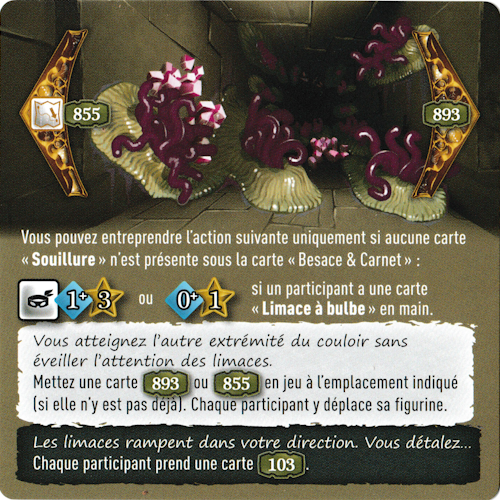 855
893
Vous pouvez entreprendre l'action suivante uniquement si aucune carte
« Souillure » n'est présente sous la carte « Besace & Carnet » :
1+ 3 ou 0+ 1 si un participant a une carte
« Limace à bulbe » en main.
Vous atteignez l'autre extrémité du couloir sans
éveiller l'attention des limaces.
Mettez une carte 893 ou 855 en jeu à l'emplacement indiqué
(si elle n'y est pas déjà). Chaque participant y déplace sa figurine.
Les limaces rampent dans votre direction. Vous détalez...
Chaque participant prend une carte 103.